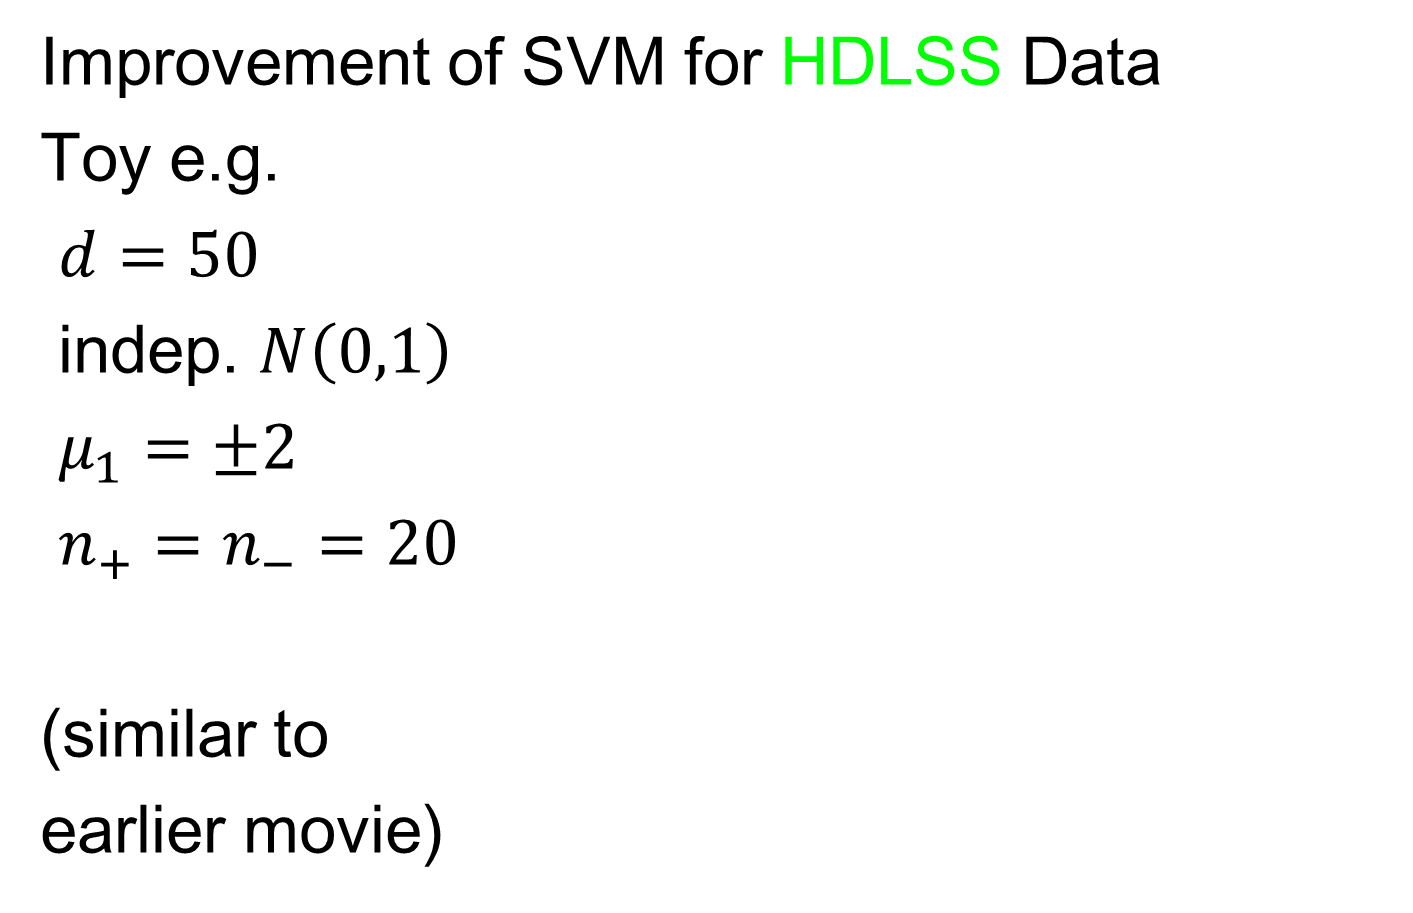 Improvement of SVM for HDLSS Data
Toy e.g.
d = 50
indep. N(0,1)
μ₁ = ±2
n₊ = n₋ = 20
(similar to
earlier movie)